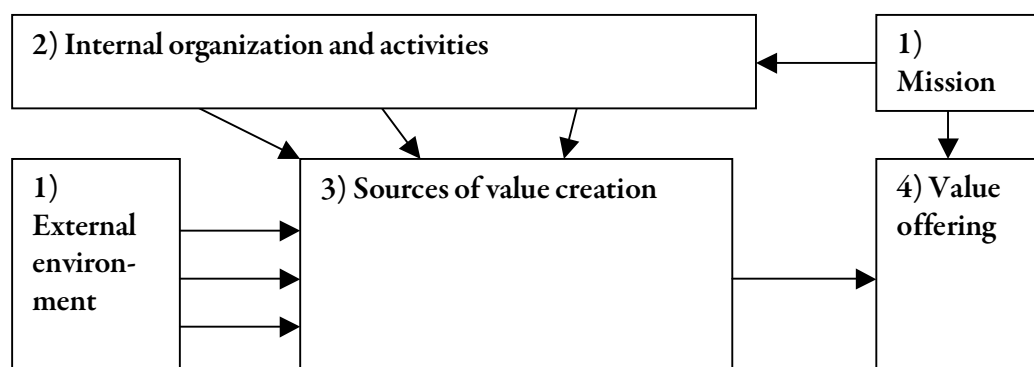 2) Internal organization and activities
1)
Mission
1)
External
environ-
ment
3) Sources of value creation
4) Value
offering